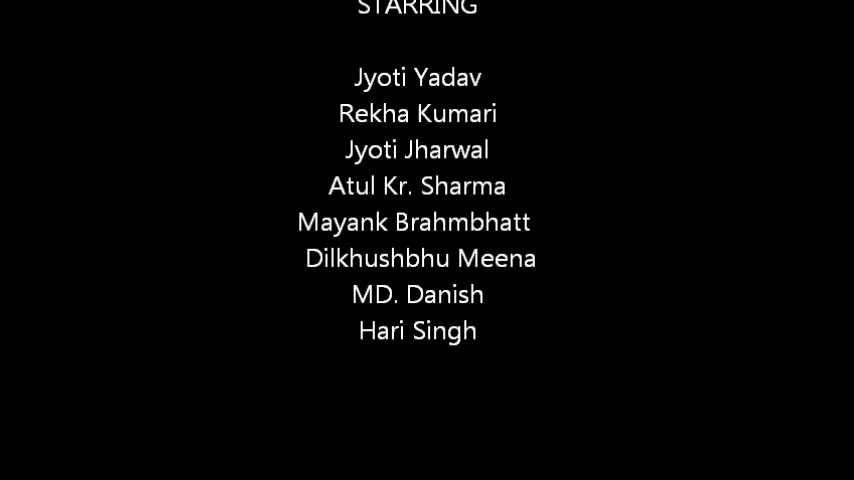 STARRING
Jyoti Yadav
Rekha Kumari
Jyoti Jharwal
Atul Kr. Sharma
Mayank Brahmbhatt
Dilkhushbhu Meena
MD. Danish
Hari Singh